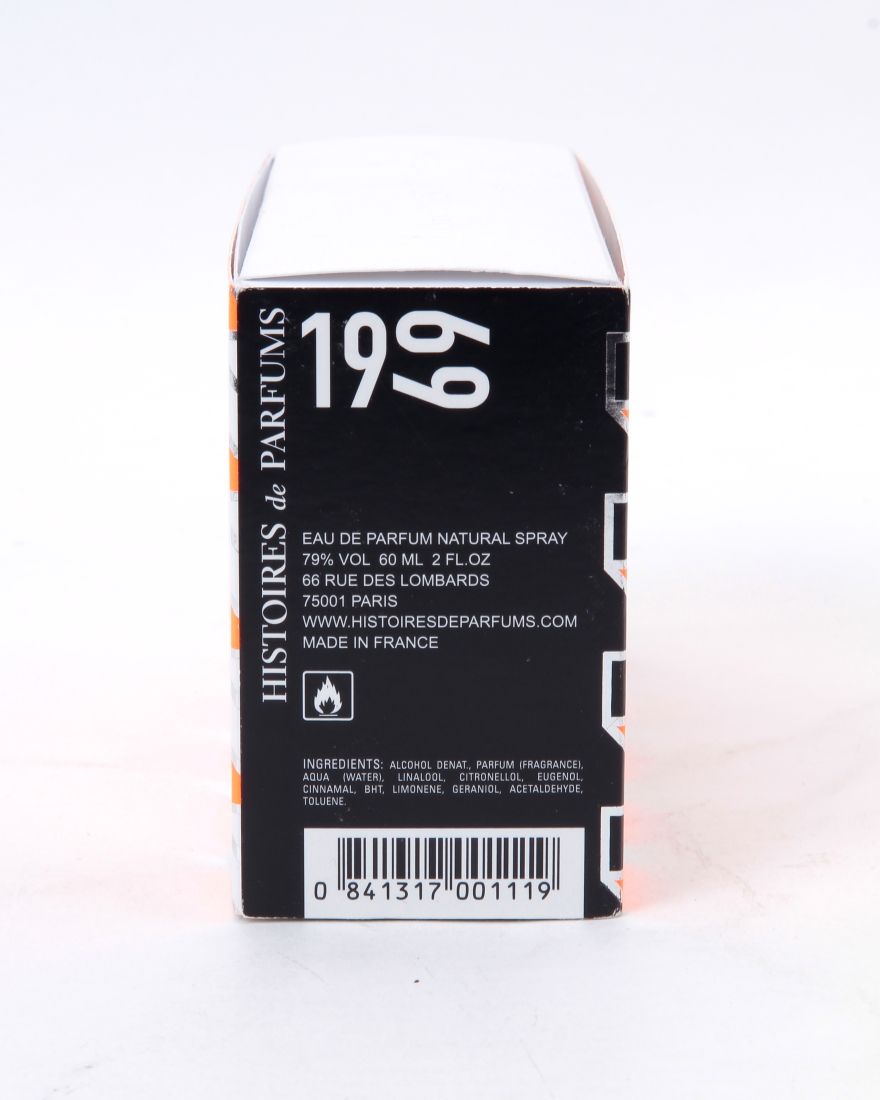 HISTOIRES de PARFUMS
1969
EAU DE PARFUM NATURAL SPRAY
79% VOL 60 ML 2 FL.OZ
66 RUE DES LOMBARDS
75001 PARIS
WWW.HISTOIRESDEPARFUMS.COM
MADE IN FRANCE
INGREDIENTS: ALCOHOL DENAT., PARFUM (FRAGRANCE),
AQUA (WATER), LINALOOL, CITRONELLOL, EUGENOL,
CINNAMAL, BHT, LIMONENE, GERANIOL, ACETALDEHYDE,
TOLUENE.
0 841317 001119